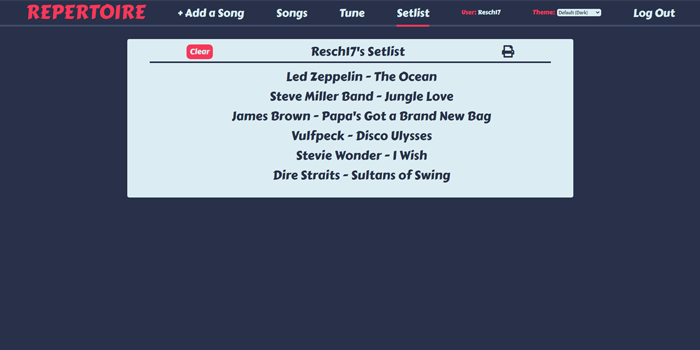 REPERTOIRE + Add a Song Songs Tune Setlist User: Resch17 Theme: Default (Dark) Log Out
Clear Resch17's Setlist
Led Zeppelin - The Ocean
Steve Miller Band - Jungle Love
James Brown - Papa's Got a Brand New Bag
Vulfpeck - Disco Ulysses
Stevie Wonder - I Wish
Dire Straits - Sultans of Swing